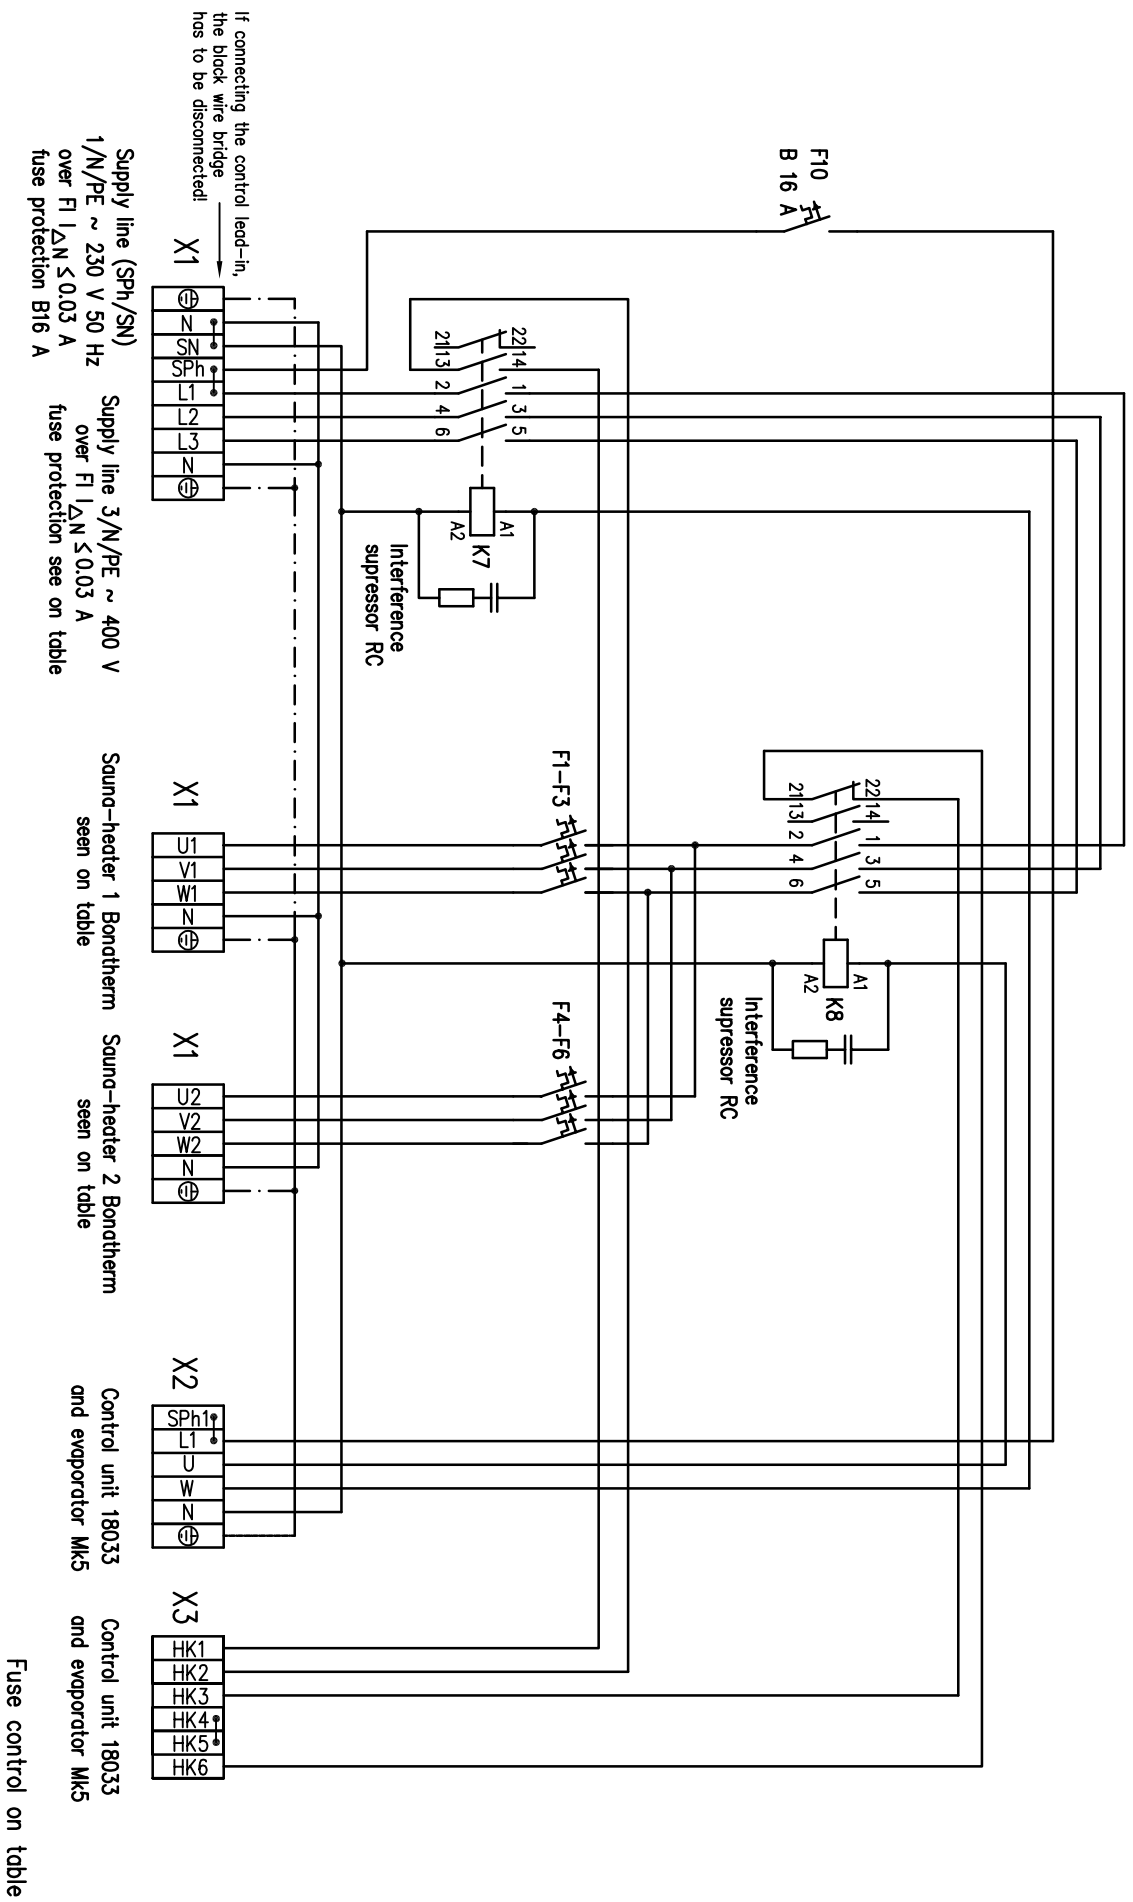 If connecting the control lead-in,
the black wire bridge
has to be disconnected!
F10
B 16 A
22 14 1 3 5
21 13 2 4 6
A1
A2
K7
Interference
supressor RC
22 14 1 3 5
21 13 2 4 6
A1
A2
K8
Interference
supressor RC
F1-F3
F4-F6
X1
N
SN
SPh
L1
L2
L3
N
Supply line (SPh/SN)
1/N/PE ~ 230 V 50 Hz
over FI I△N ≤0.03 A
fuse protection B16 A
Supply line 3/N/PE ~ 400 V
over FI I△N ≤0.03 A
fuse protection see on table
X1
U1
V1
W1
N
Sauna-heater 1 Bonatherm
seen on table
X1
U2
V2
W2
N
Sauna-heater 2 Bonatherm
seen on table
X2
SPh1
L1
U
W
N
Control unit 18033
and evaporator Mk5
X3
HK1
HK2
HK3
HK4
HK5
HK6
Control unit 18033
and evaporator Mk5
Fuse control on table